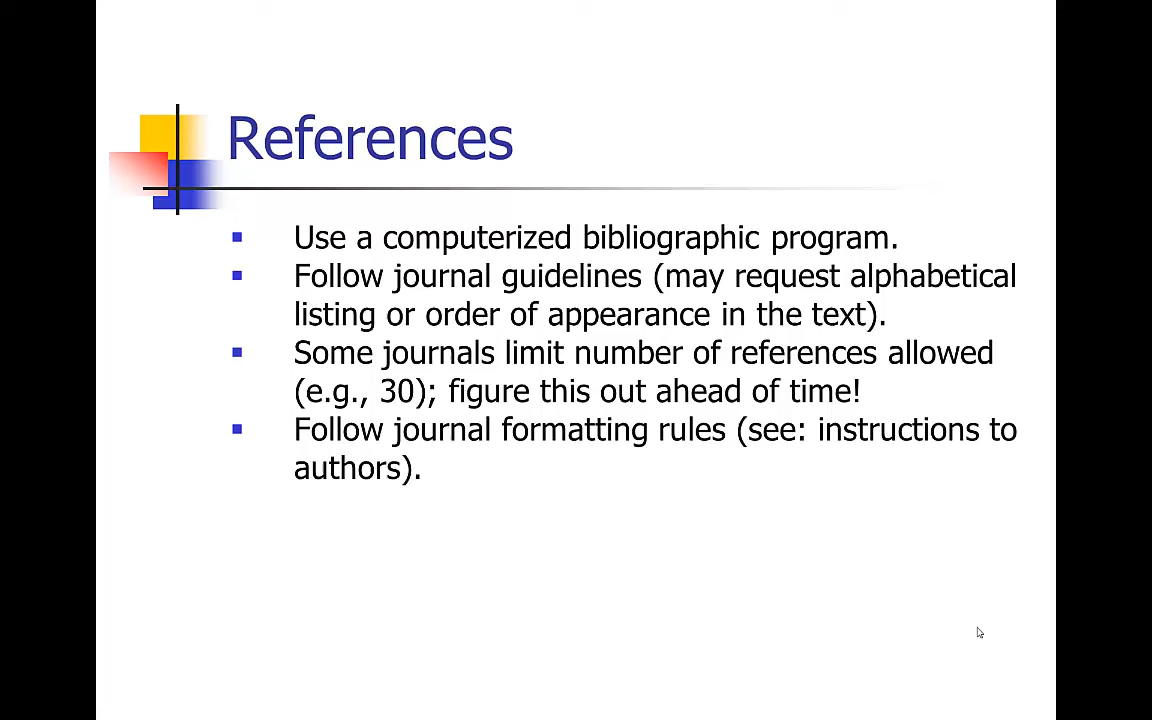 References
Use a computerized bibliographic program.
Follow journal guidelines (may request alphabetical
listing or order of appearance in the text).
Some journals limit number of references allowed
(e.g., 30); figure this out ahead of time!
Follow journal formatting rules (see: instructions to
authors).